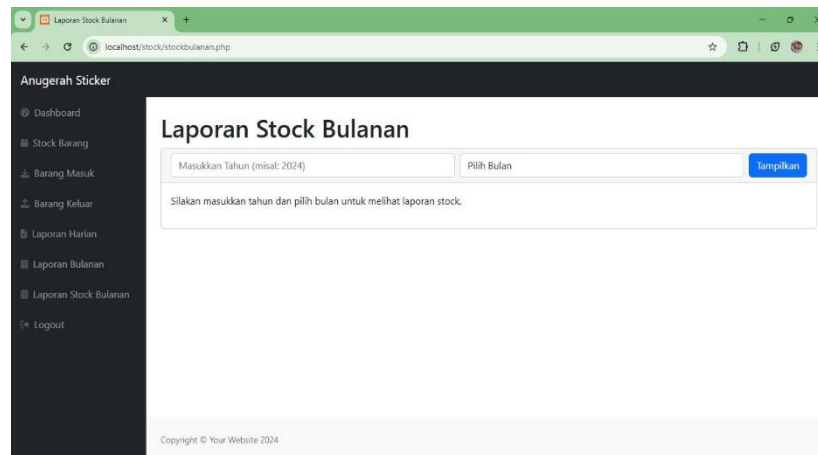 Laporan Stock Bulanan
localhost/stock/stockbulanan.php
Anugerah Sticker
Dashboard
Stock Barang
Barang Masuk
Barang Keluar
Laporan Harian
Laporan Bulanan
Laporan Stock Bulanan
Logout
Laporan Stock Bulanan
Masukkan Tahun (misal: 2024)
Pilih Bulan
Tampilkan
Silakan masukkan tahun dan pilih bulan untuk melihat laporan stock.
Copyright © Your Website 2024